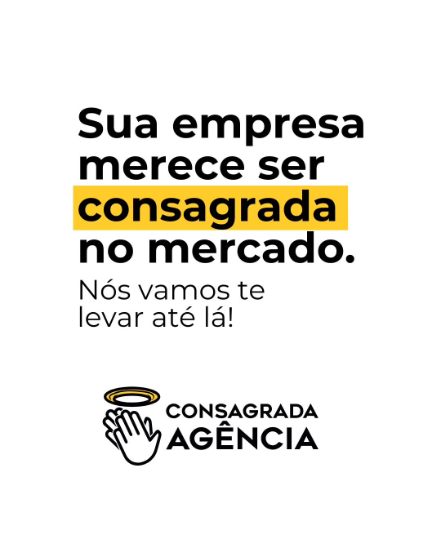 Sua empresa
merece ser
consagrada
no mercado.
Nós vamos te
levar até lá!
CONSAGRADA
AGÊNCIA